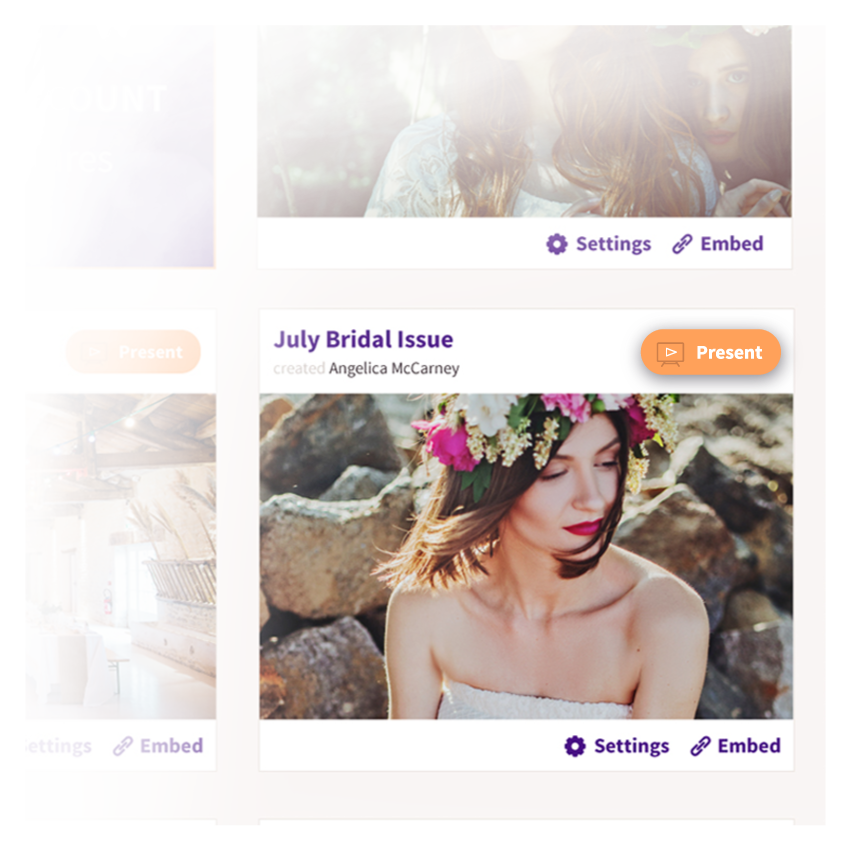 OUNT
Settings Embed
Present
July Bridal Issue
created Angelica McCarney
Present
ettings Embed
Settings Embed